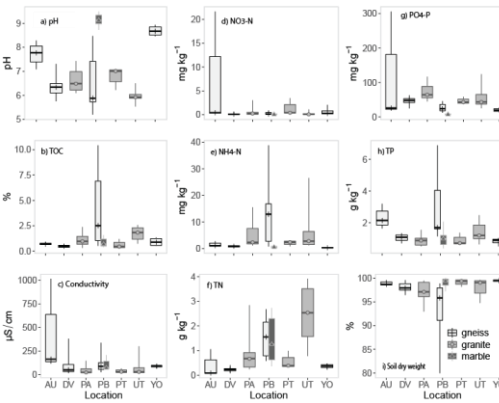 a) pH
pH
9
8
7
6
5
b) TOC
%
10.0
7.5
5.0
2.5
0.0
c) Conductivity
µS/cm
1000
750
500
250
0
AU DV PA PB PT UT YO
Location
d) NO3-N
mg kg⁻¹
20
15
10
5
0
e) NH4-N
mg kg⁻¹
40
30
20
10
0
f) TN
g kg⁻¹
4
3
2
1
0
AU DV PA PB PT UT YO
Location
g) PO4-P
mg kg⁻¹
300
200
100
0
h) TP
g kg⁻¹
6
4
2
i) Soil dry weight
%
100
95
90
85
80
gneiss
granite
marble
AU DV PA PB PT UT YO
Location